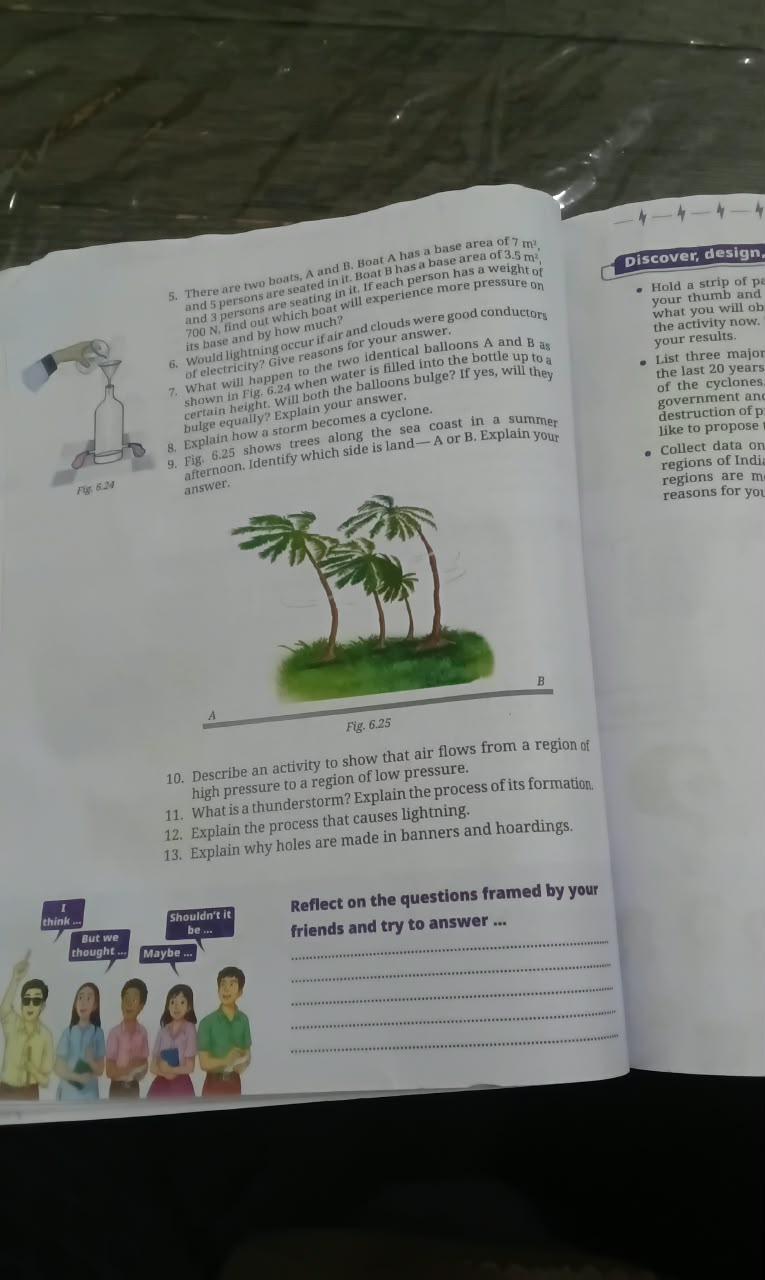 5. There are two boats, A and B. Boat A has a base area of 7 m²,
and 5 persons are seated in it. Boat B has a base area of 3.5 m²,
and 3 persons are seating in it. If each person has a weight of
700 N, find out which boat will experience more pressure on
its base and by how much?
6. Would lightning occur if air and clouds were good conductors
of electricity? Give reasons for your answer.
7. What will happen to the two identical balloons A and B as
shown in Fig. 6.24 when water is filled into the bottle up to a
certain height. Will both the balloons bulge? If yes, will they
bulge equally? Explain your answer.
8. Explain how a storm becomes a cyclone.
9. Fig. 6.25 shows trees along the sea coast in a summer
afternoon. Identify which side is land— A or B. Explain your
answer.
Fig. 6.24
A
B
Fig. 6.25
10. Describe an activity to show that air flows from a region of
high pressure to a region of low pressure.
11. What is a thunderstorm? Explain the process of its formation.
12. Explain the process that causes lightning.
13. Explain why holes are made in banners and hoardings.
I
think ...
But we
thought ...
Maybe ...
Shouldn't it
be ...
Reflect on the questions framed by your
friends and try to answer ...
Discover, design,
• Hold a strip of
your thumb and
what you will
the activity now.
your results.
• List three major
the last 20 years
of the cyclones
government
destruction of
like to propose
• Collect data on
regions of
regions are
reasons for